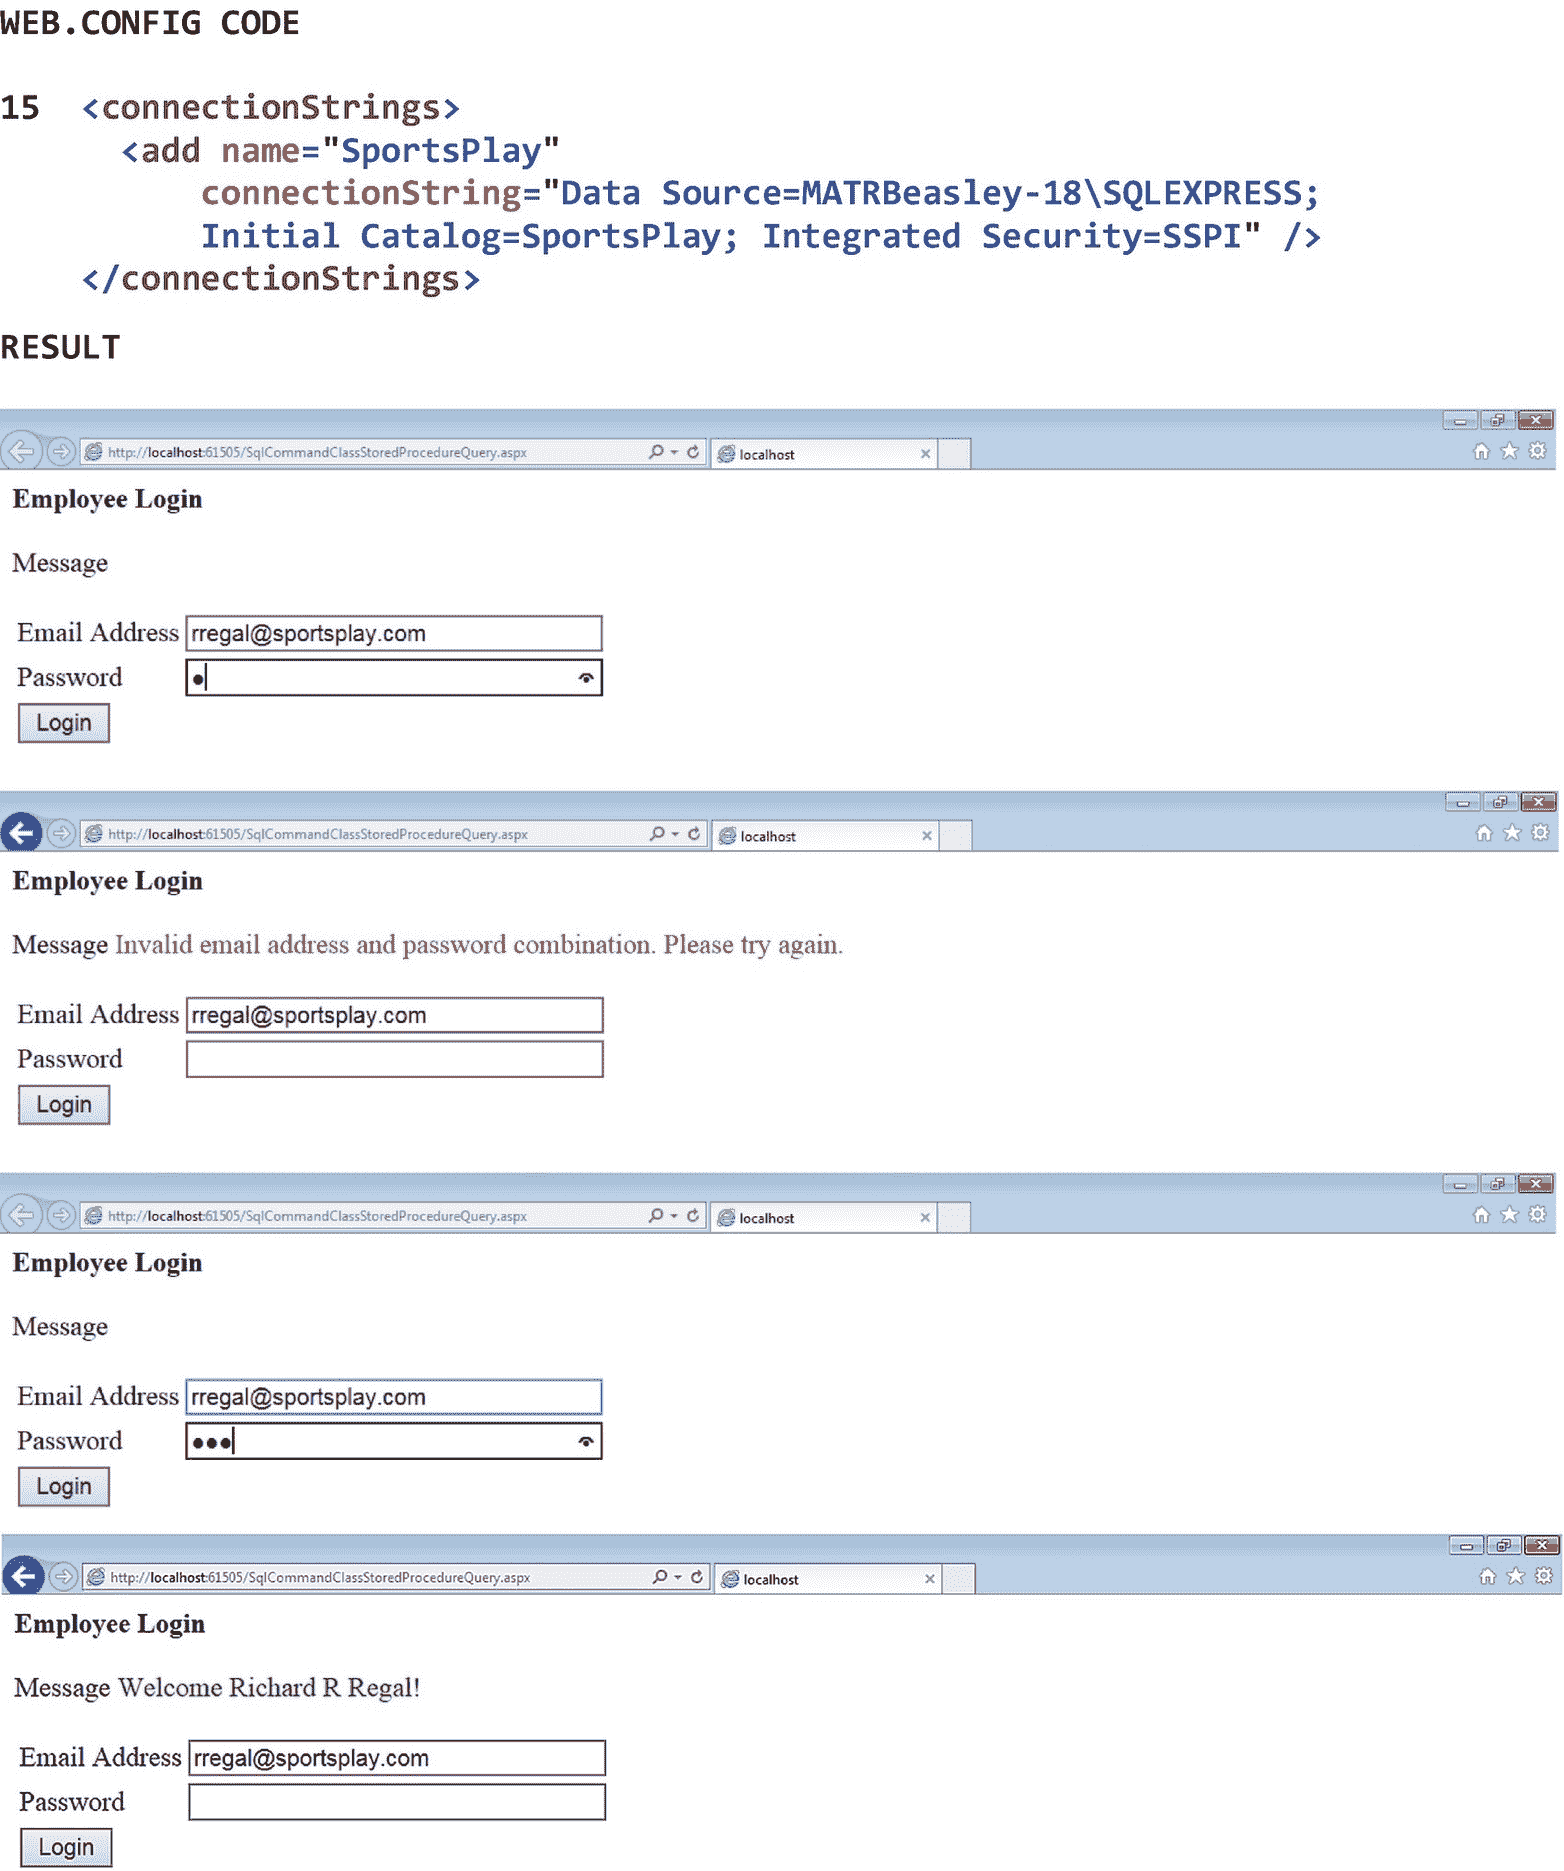 WEB.CONFIG CODE
15 <connectionStrings>
<add name="SportsPlay"
connectionString="Data Source=MATRBeasley-18\SQLEXPRESS;
Initial Catalog=SportsPlay; Integrated Security=SSPI" />
</connectionStrings>
RESULT
http://localhost:61505/SqlCommandClassStoredProcedureQuery.aspx localhost
Employee Login
Message
Email Address rregal@sportsplay.com
Password
Login
http://localhost:61505/SqlCommandClassStoredProcedureQuery.aspx localhost
Employee Login
Message Invalid email address and password combination. Please try again.
Email Address rregal@sportsplay.com
Password
Login
http://localhost:61505/SqlCommandClassStoredProcedureQuery.aspx localhost
Employee Login
Message
Email Address rregal@sportsplay.com
Password
Login
http://localhost:61505/SqlCommandClassStoredProcedureQuery.aspx localhost
Employee Login
Message Welcome Richard R Regal!
Email Address rregal@sportsplay.com
Password
Login